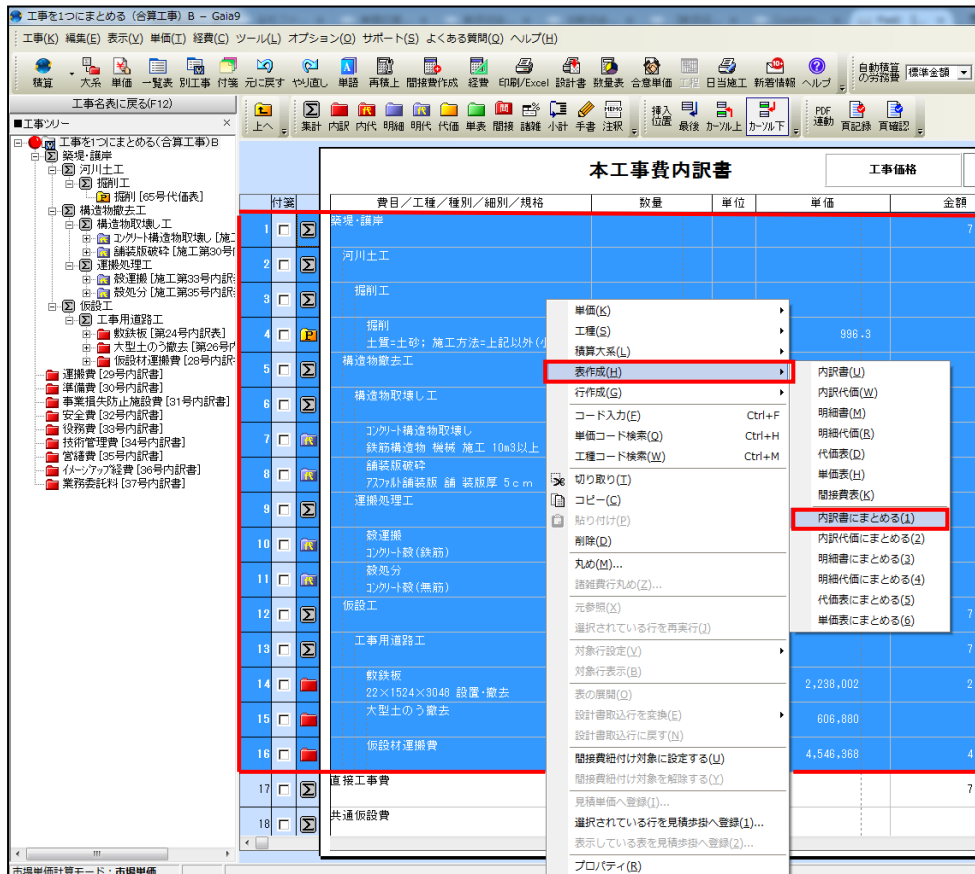 工事を1つにまとめる（合算工事）B － Gaia9
工事(K) 編集(E) 表示(V) 単価(T) 経費(C) ツール(L) オプション(O) サポート(S) よくある質問(Q) ヘルプ(H)
積算 大系 単価 一覧表 別工事 付箋 元に戻す やり直し 単語 再積上 間接費作成 経費 印刷/Excel 設計書 数量表 合意単価 工程 日当施工 新着情報 ヘルプ 自動積算の労務費 標準金額
工事名表に戻る(F12)
上へ 集計 内訳 内代 明細 明代 代価 単表 間接 諸雑 小計 手書 注釈 挿入位置 最後 カーソル上 カーソル下 PDF連動 頁記録 頁確認
■工事ツリー ×
工事を1つにまとめる(合算工事)B
築堤･護岸
河川土工
掘削工
掘削 [65号代価表]
構造物撤去工
構造物取壊し工
コンクリート構造物取壊し [施工
舗装版破砕 [施工第30号
運搬処理工
殻運搬 [施工第33号内訳
殻処分 [施工第35号内訳
仮設工
工事用道路工
敷鉄板 [第24号内訳表]
大型土のう撤去 [第26号内
仮設材運搬費 [28号内訳
運搬費 [29号内訳書]
準備費 [30号内訳書]
事業損失防止施設費 [31号内訳書]
安全費 [32号内訳書]
役務費 [33号内訳書]
技術管理費 [34号内訳書]
営繕費 [35号内訳書]
イメージアップ経費 [36号内訳書]
業務委託料 [37号内訳書]
本工事費内訳書 工事価格
付箋 費目／工種／種別／細別／規格 数量 単位 単価 金額
1 築堤･護岸 7
2 河川土工
3 掘削工
4 掘削 996.3
土質=土砂; 施工方法=上記以外(小
5 構造物撤去工
6 構造物取壊し工
7 コンクリート構造物取壊し
鉄筋構造物 機械 施工 10m3以上
8 舗装版破砕
アスファルト舗装版 舗 装版厚 5ｃｍ
9 運搬処理工
10 殻運搬
コンクリート殻(鉄筋)
11 殻処分
コンクリート殻(無筋)
12 仮設工 7
13 工事用道路工 7
14 敷鉄板 2,238,002 2
22×1524×3048 設置･撤去
15 大型土のう撤去 606,880
16 仮設材運搬費 4,546,368 4
17 直接工事費 7
18 共通仮設費
単価(K)
工種(S)
積算大系(L)
表作成(H)
行作成(G)
コード入力(F) Ctrl+F
単価コード検索(Q) Ctrl+H
工種コード検索(W) Ctrl+M
切り取り(T)
コピー(C)
貼り付け(P)
削除(D)
丸め(M)...
諸雑費行丸め(Z)...
元参照(X)
選択されている行を再実行(J)
対象行設定(V)
対象行表示(B)
表の展開(O)
設計書取込行を変換(E)
設計書取込行に戻す(N)
間接費紐付け対象に設定する(U)
間接費紐付け対象を解除する(Y)
見積単価へ登録(I)...
選択されている行を見積歩掛へ登録(1)...
表示している表を見積歩掛へ登録(2)...
プロパティ(R)
内訳書(U)
内訳代価(W)
明細書(M)
明細代価(R)
代価表(D)
単価表(H)
間接費表(K)
内訳書にまとめる(1)
内訳代価にまとめる(2)
明細書にまとめる(3)
明細代価にまとめる(4)
代価表にまとめる(5)
単価表にまとめる(6)
市場単価計算モード：市場単価